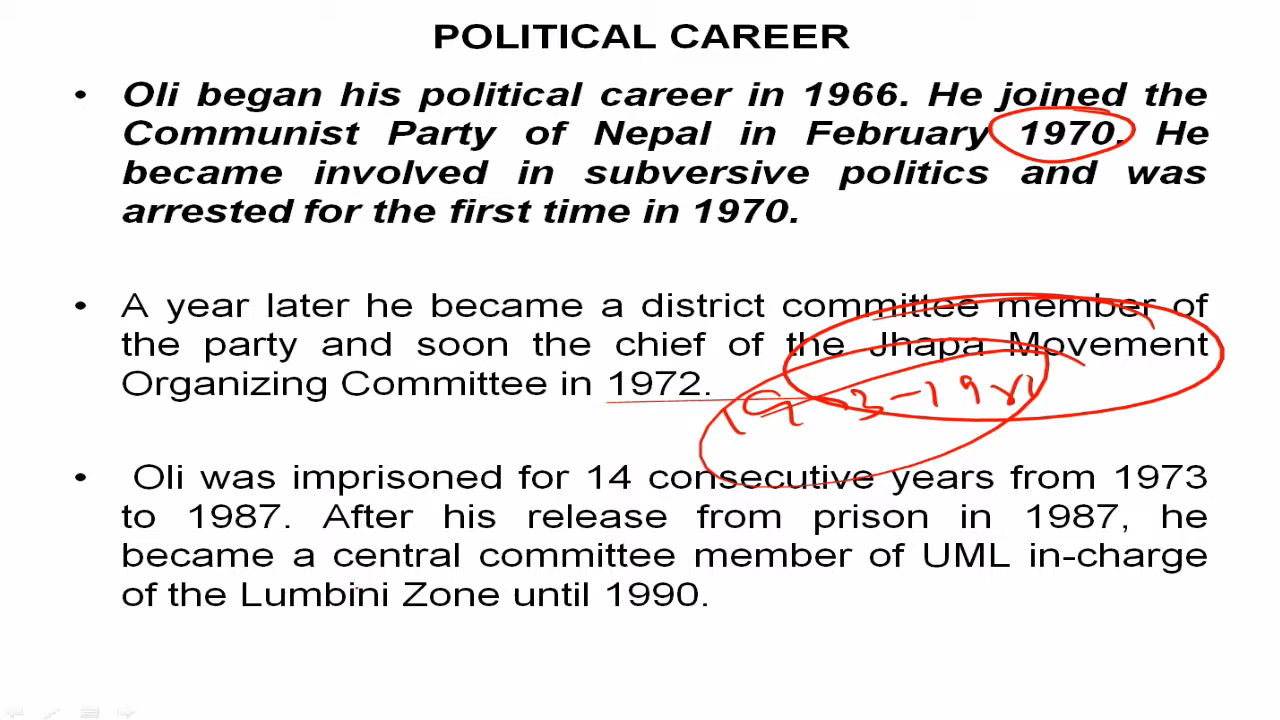 POLITICAL CAREER
• Oli began his political career in 1966. He joined the
Communist Party of Nepal in February 1970. He
became involved in subversive politics and was
arrested for the first time in 1970.
• A year later he became a district committee member of
the party and soon the chief of the Jhapa Movement
Organizing Committee in 1972.
• Oli was imprisoned for 14 consecutive years from 1973
to 1987. After his release from prison in 1987, he
became a central committee member of UML in-charge
of the Lumbini Zone until 1990.